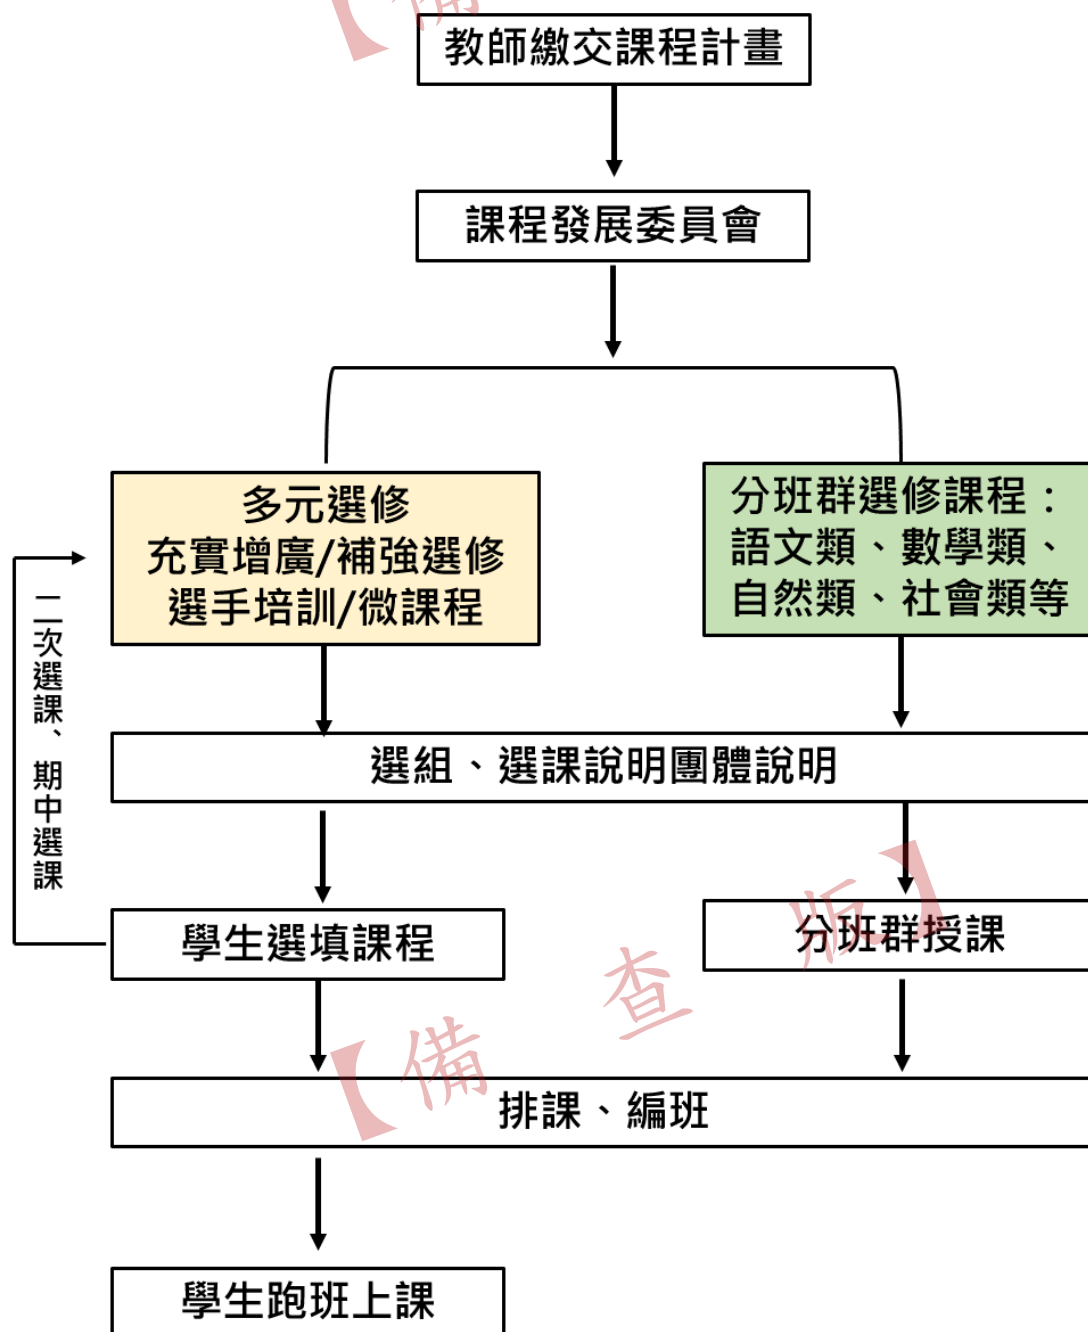 【備
教師繳交課程計畫
課程發展委員會
多元選修
充實增廣/補強選修
選手培訓/微課程
分班群選修課程：
語文類、數學類、
自然類、社會類等
二次選課、期中選課
選組、選課說明團體說明
學生選填課程
分班群授課
【備查版】
排課、編班
學生跑班上課